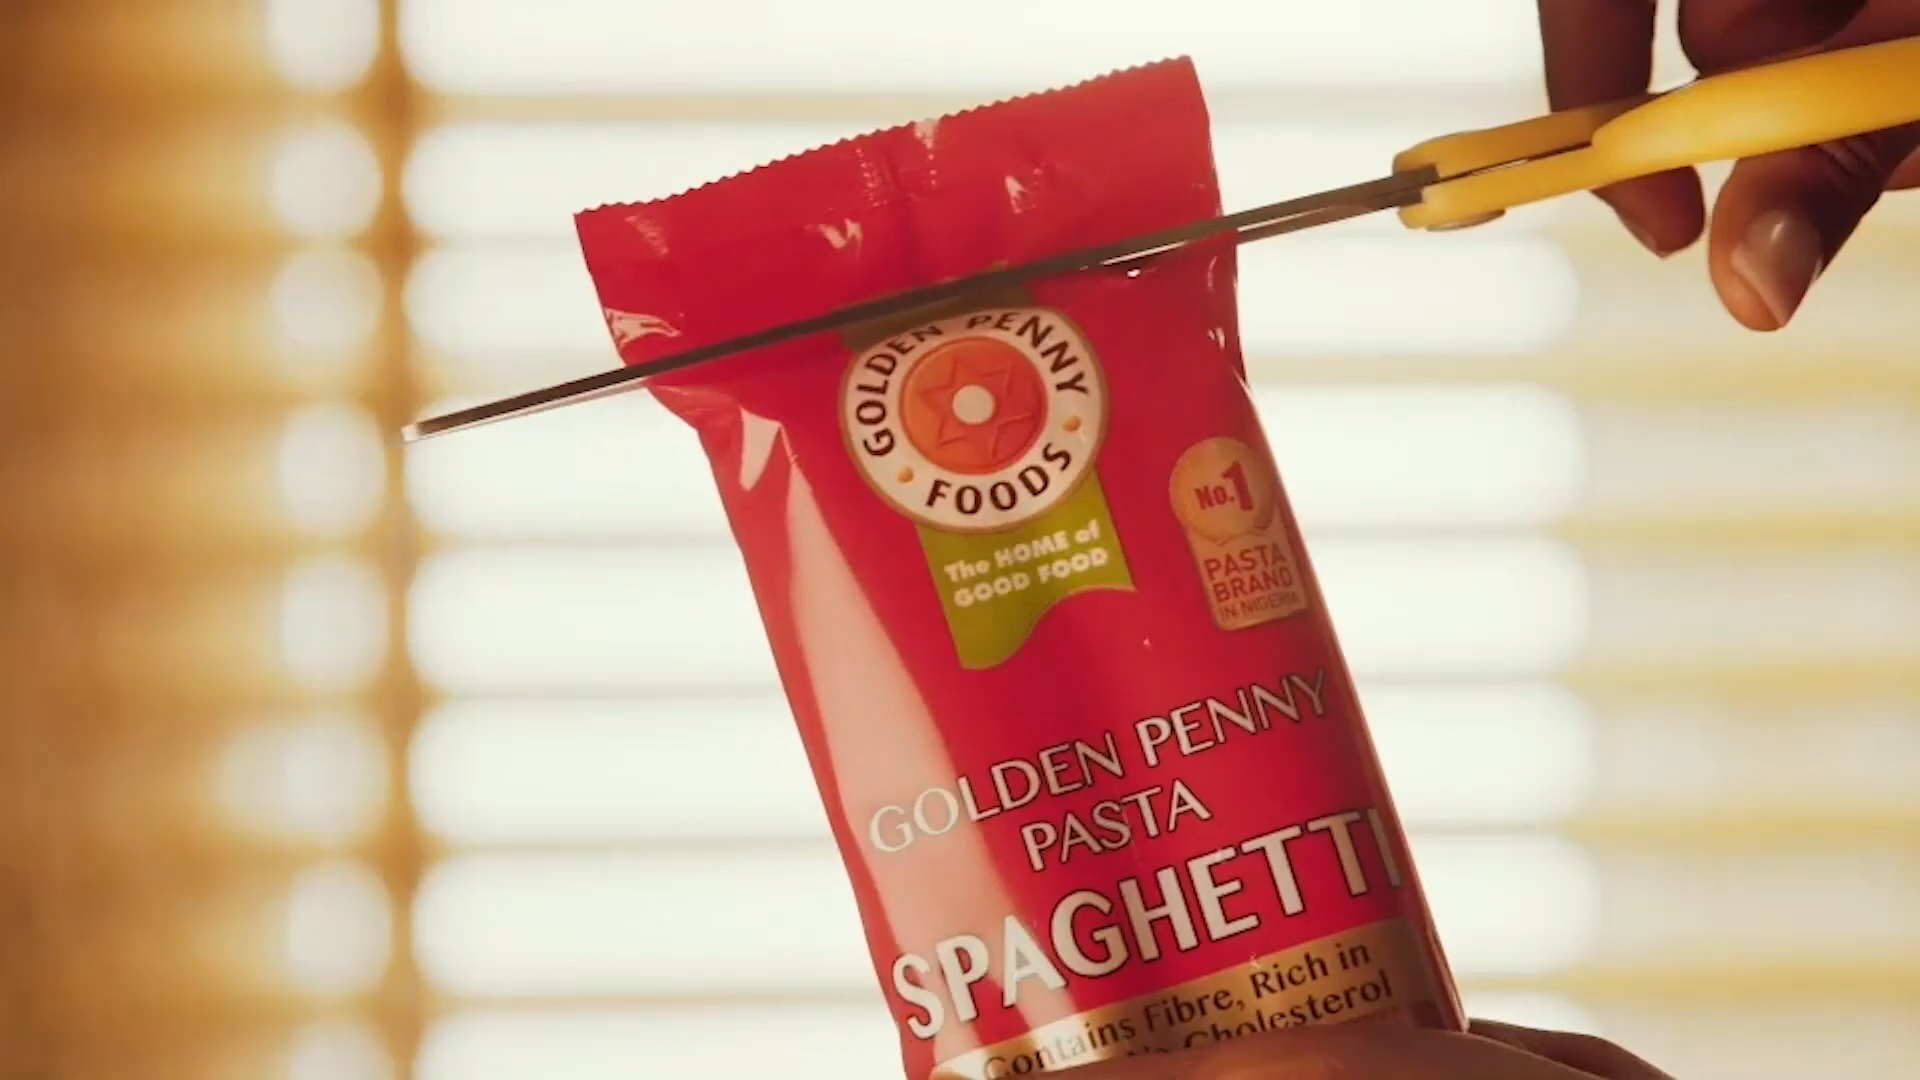 GOLDEN PENNY
FOODS
The HOME of
GOOD FOOD
No.1
PASTA
BRAND
IN NIGERIA
GOLDEN PENNY
PASTA
SPAGHETTI
Contains Fibre, Rich in
No Cholesterol